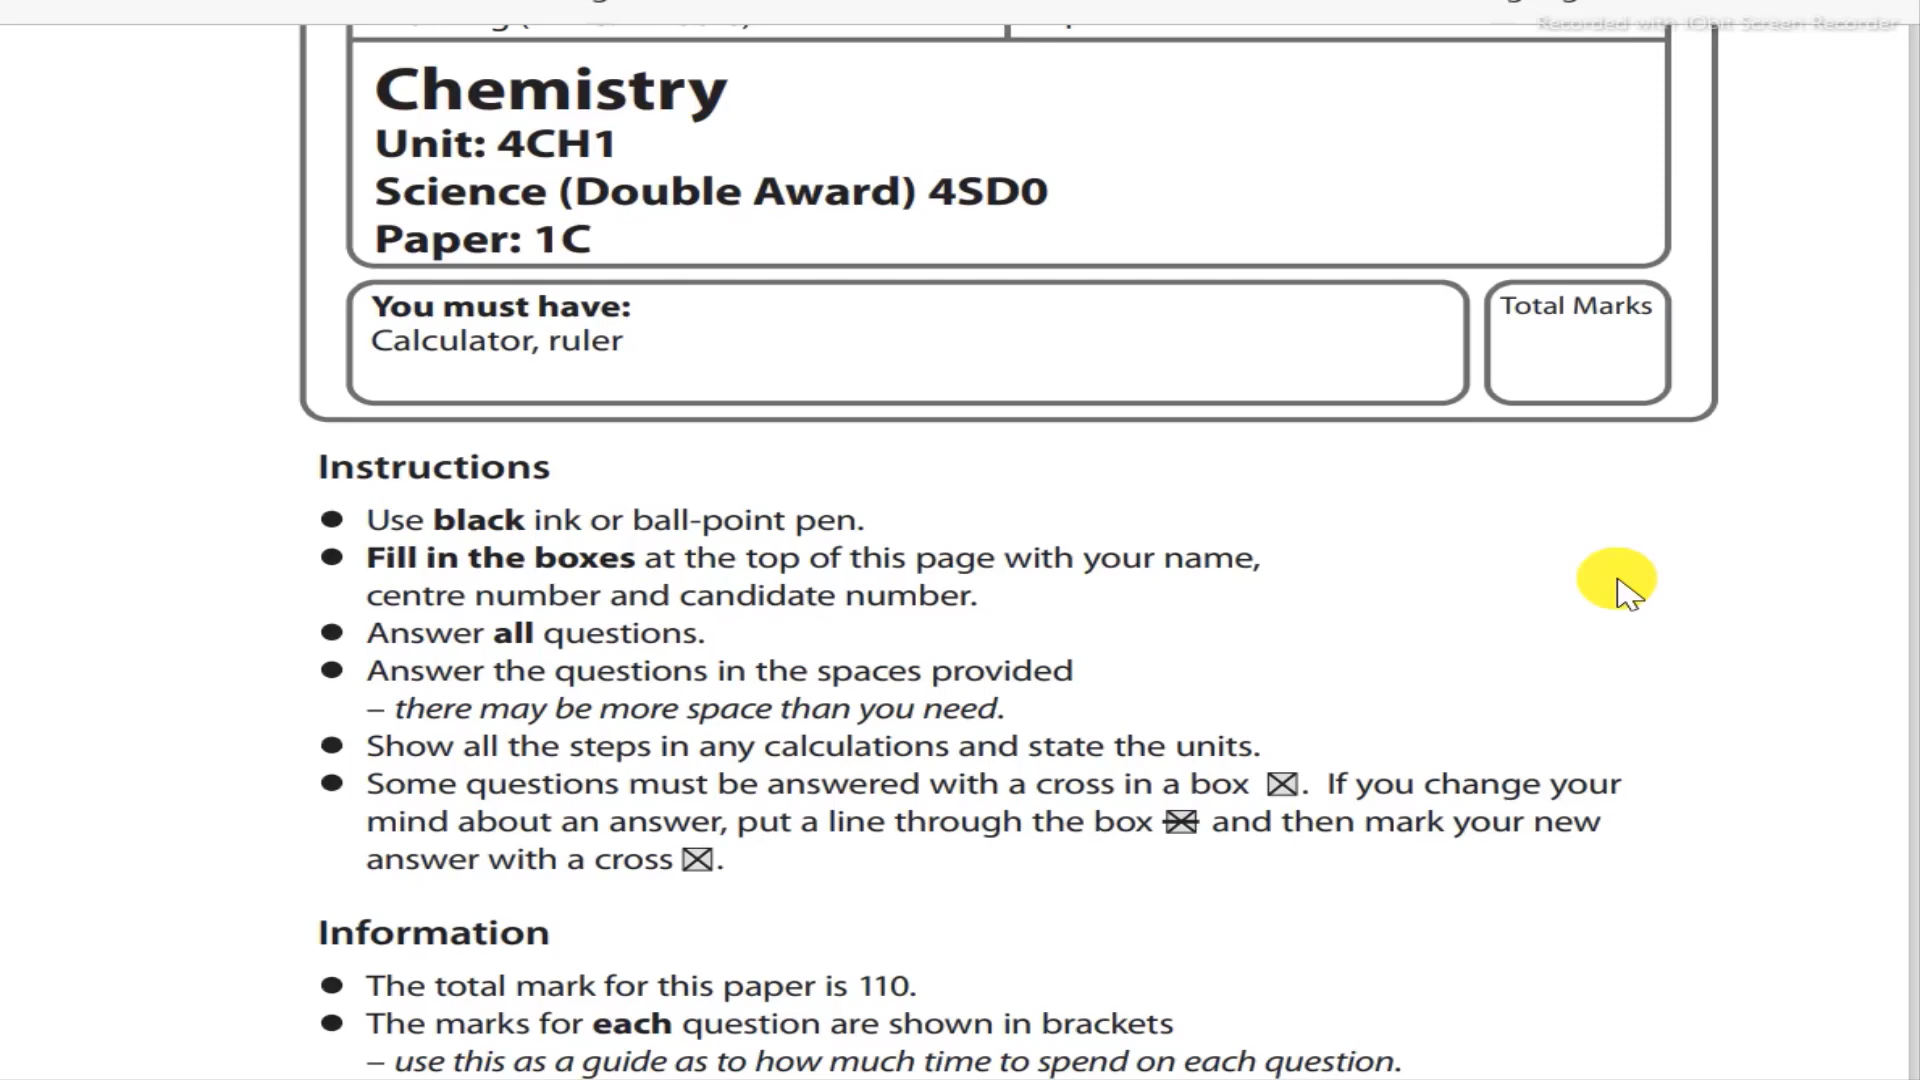 Recorded with IObit Screen Recorder
Chemistry
Unit: 4CH1
Science (Double Award) 4SD0
Paper: 1C
You must have:
Calculator, ruler
Total Marks
Instructions
● Use black ink or ball-point pen.
● Fill in the boxes at the top of this page with your name,
centre number and candidate number.
● Answer all questions.
● Answer the questions in the spaces provided
– there may be more space than you need.
● Show all the steps in any calculations and state the units.
● Some questions must be answered with a cross in a box ☒. If you change your
mind about an answer, put a line through the box ☒ and then mark your new
answer with a cross ☒.
Information
● The total mark for this paper is 110.
● The marks for each question are shown in brackets
– use this as a guide as to how much time to spend on each question.